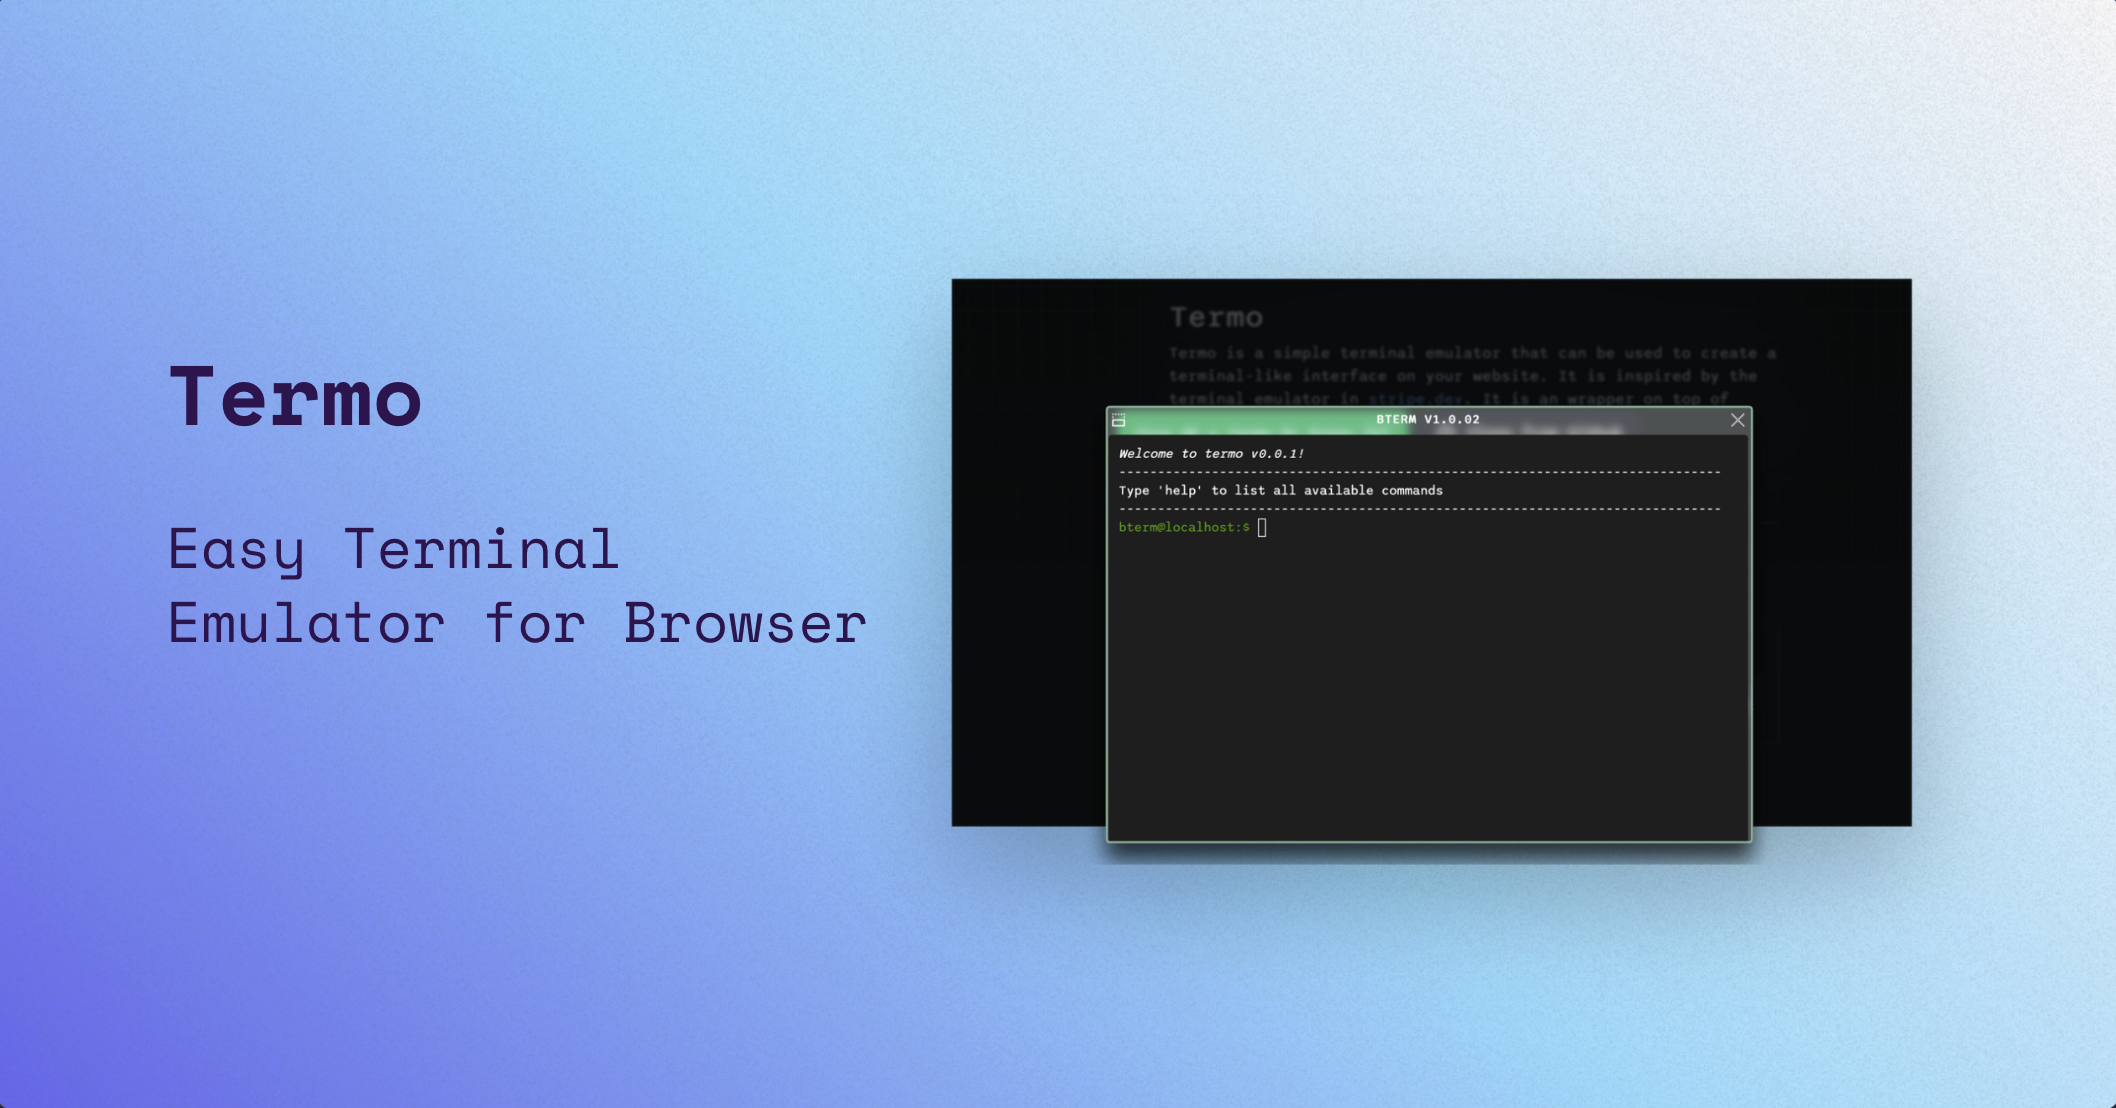 Termo
Easy Terminal
Emulator for Browser
Termo
Termo is a simple terminal emulator that can be used to create a
terminal-like interface on your website. It is inspired by the
terminal emulator in stripe.dev. It is an wrapper on top of
BTERM V1.0.02
Welcome to termo v0.0.1!
--------------------------------------------------------------------------------
Type 'help' to list all available commands
--------------------------------------------------------------------------------
bterm@localhost:$